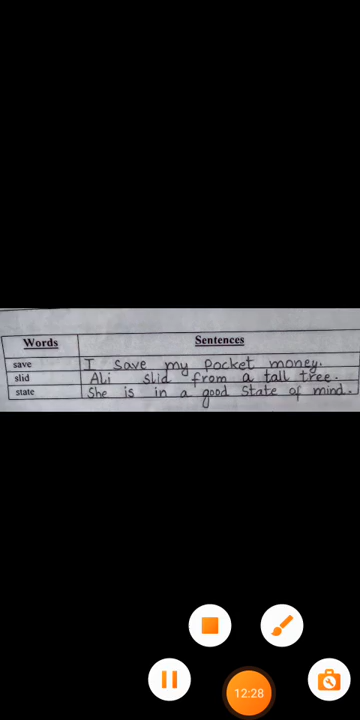 Words Sentences
save I save my pocket money.
slid Ali slid from a tall tree.
state She is in a good state of mind.
12:28